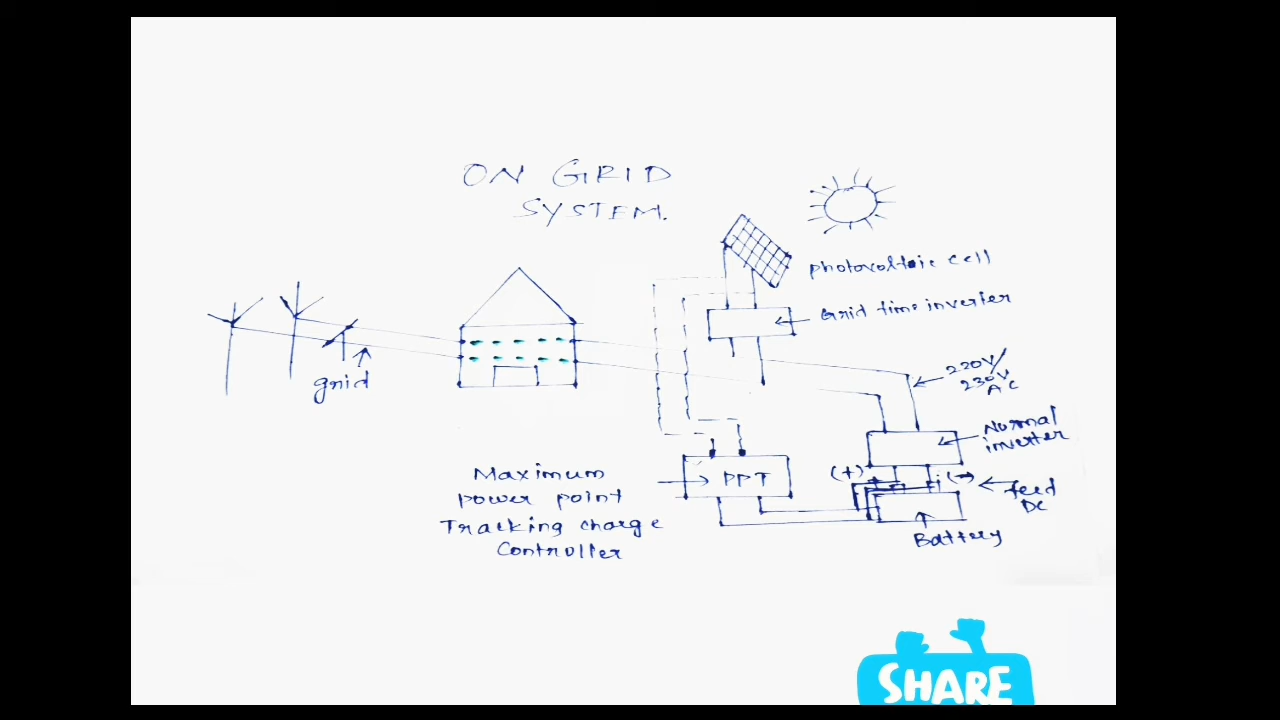 ON GRID
SYSTEM.
photovoltaic cell
Grid time inverter
220V/
230V
AC
grid
Normal
inverter
(+)
(-)
feed
DC
Maximum
power point
Tracking charge
Controller
PPT
Battery
SHARE